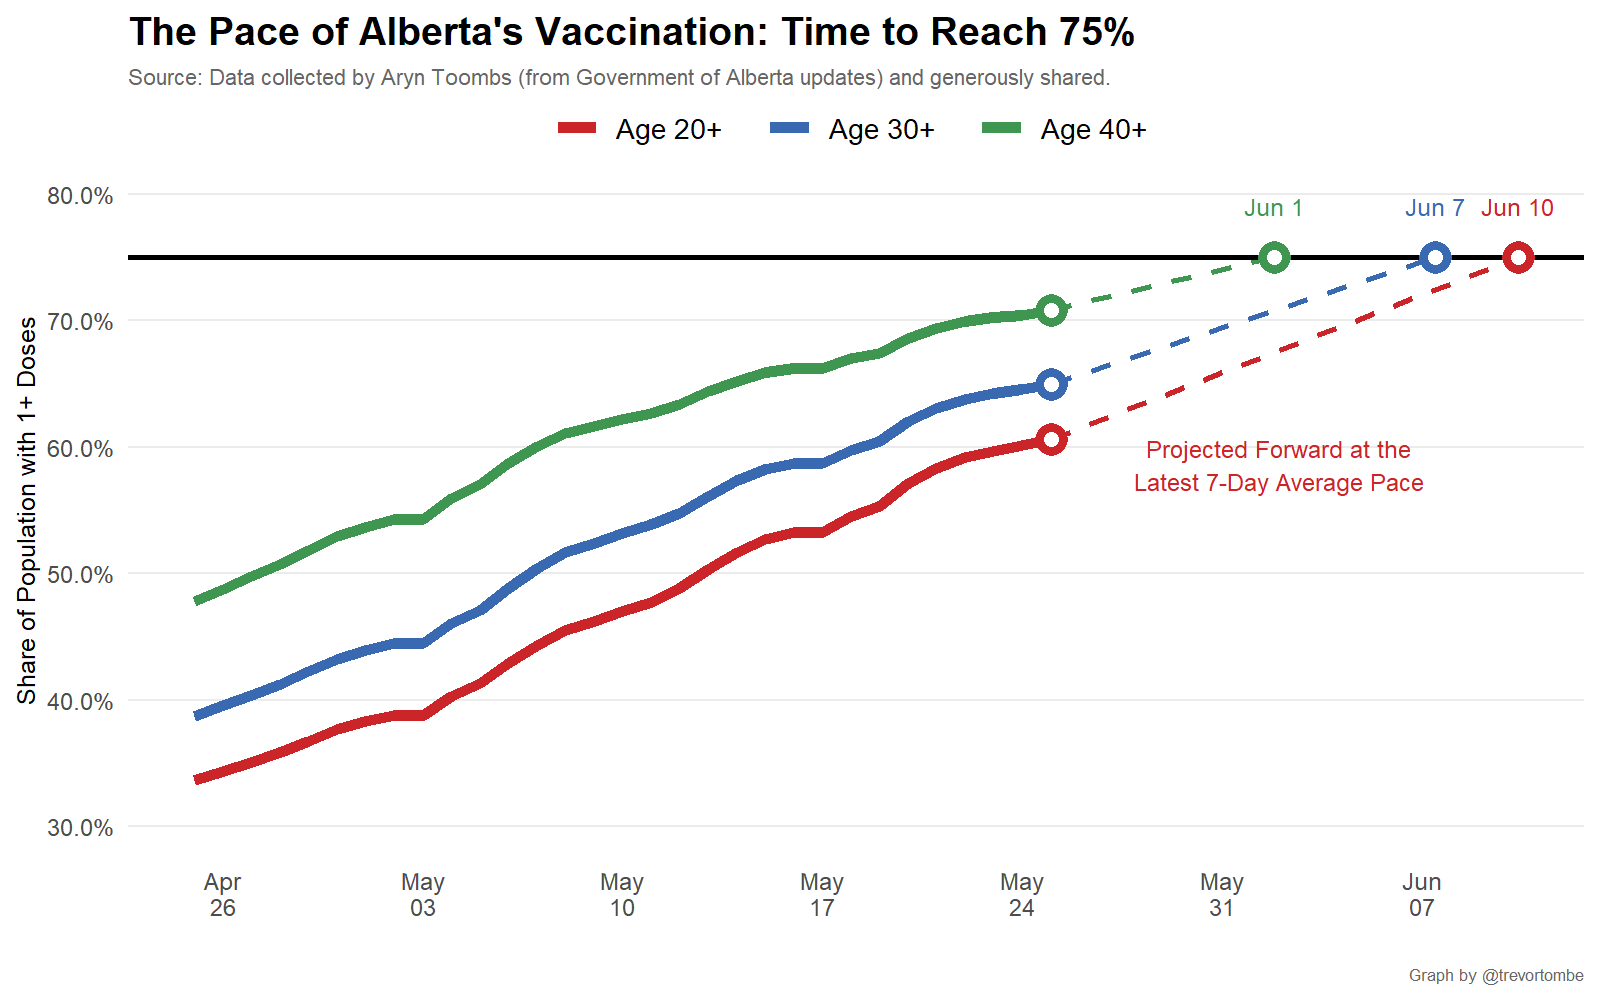 The Pace of Alberta's Vaccination: Time to Reach 75%
Source: Data collected by Aryn Toombs (from Government of Alberta updates) and generously shared.
Age 20+ Age 30+ Age 40+
Share of Population with 1+ Doses
80.0%
70.0%
60.0%
50.0%
40.0%
30.0%
Jun 1 Jun 7 Jun 10
Projected Forward at the
Latest 7-Day Average Pace
Apr 26
May 03
May 10
May 17
May 24
May 31
Jun 07
Graph by @trevortombe